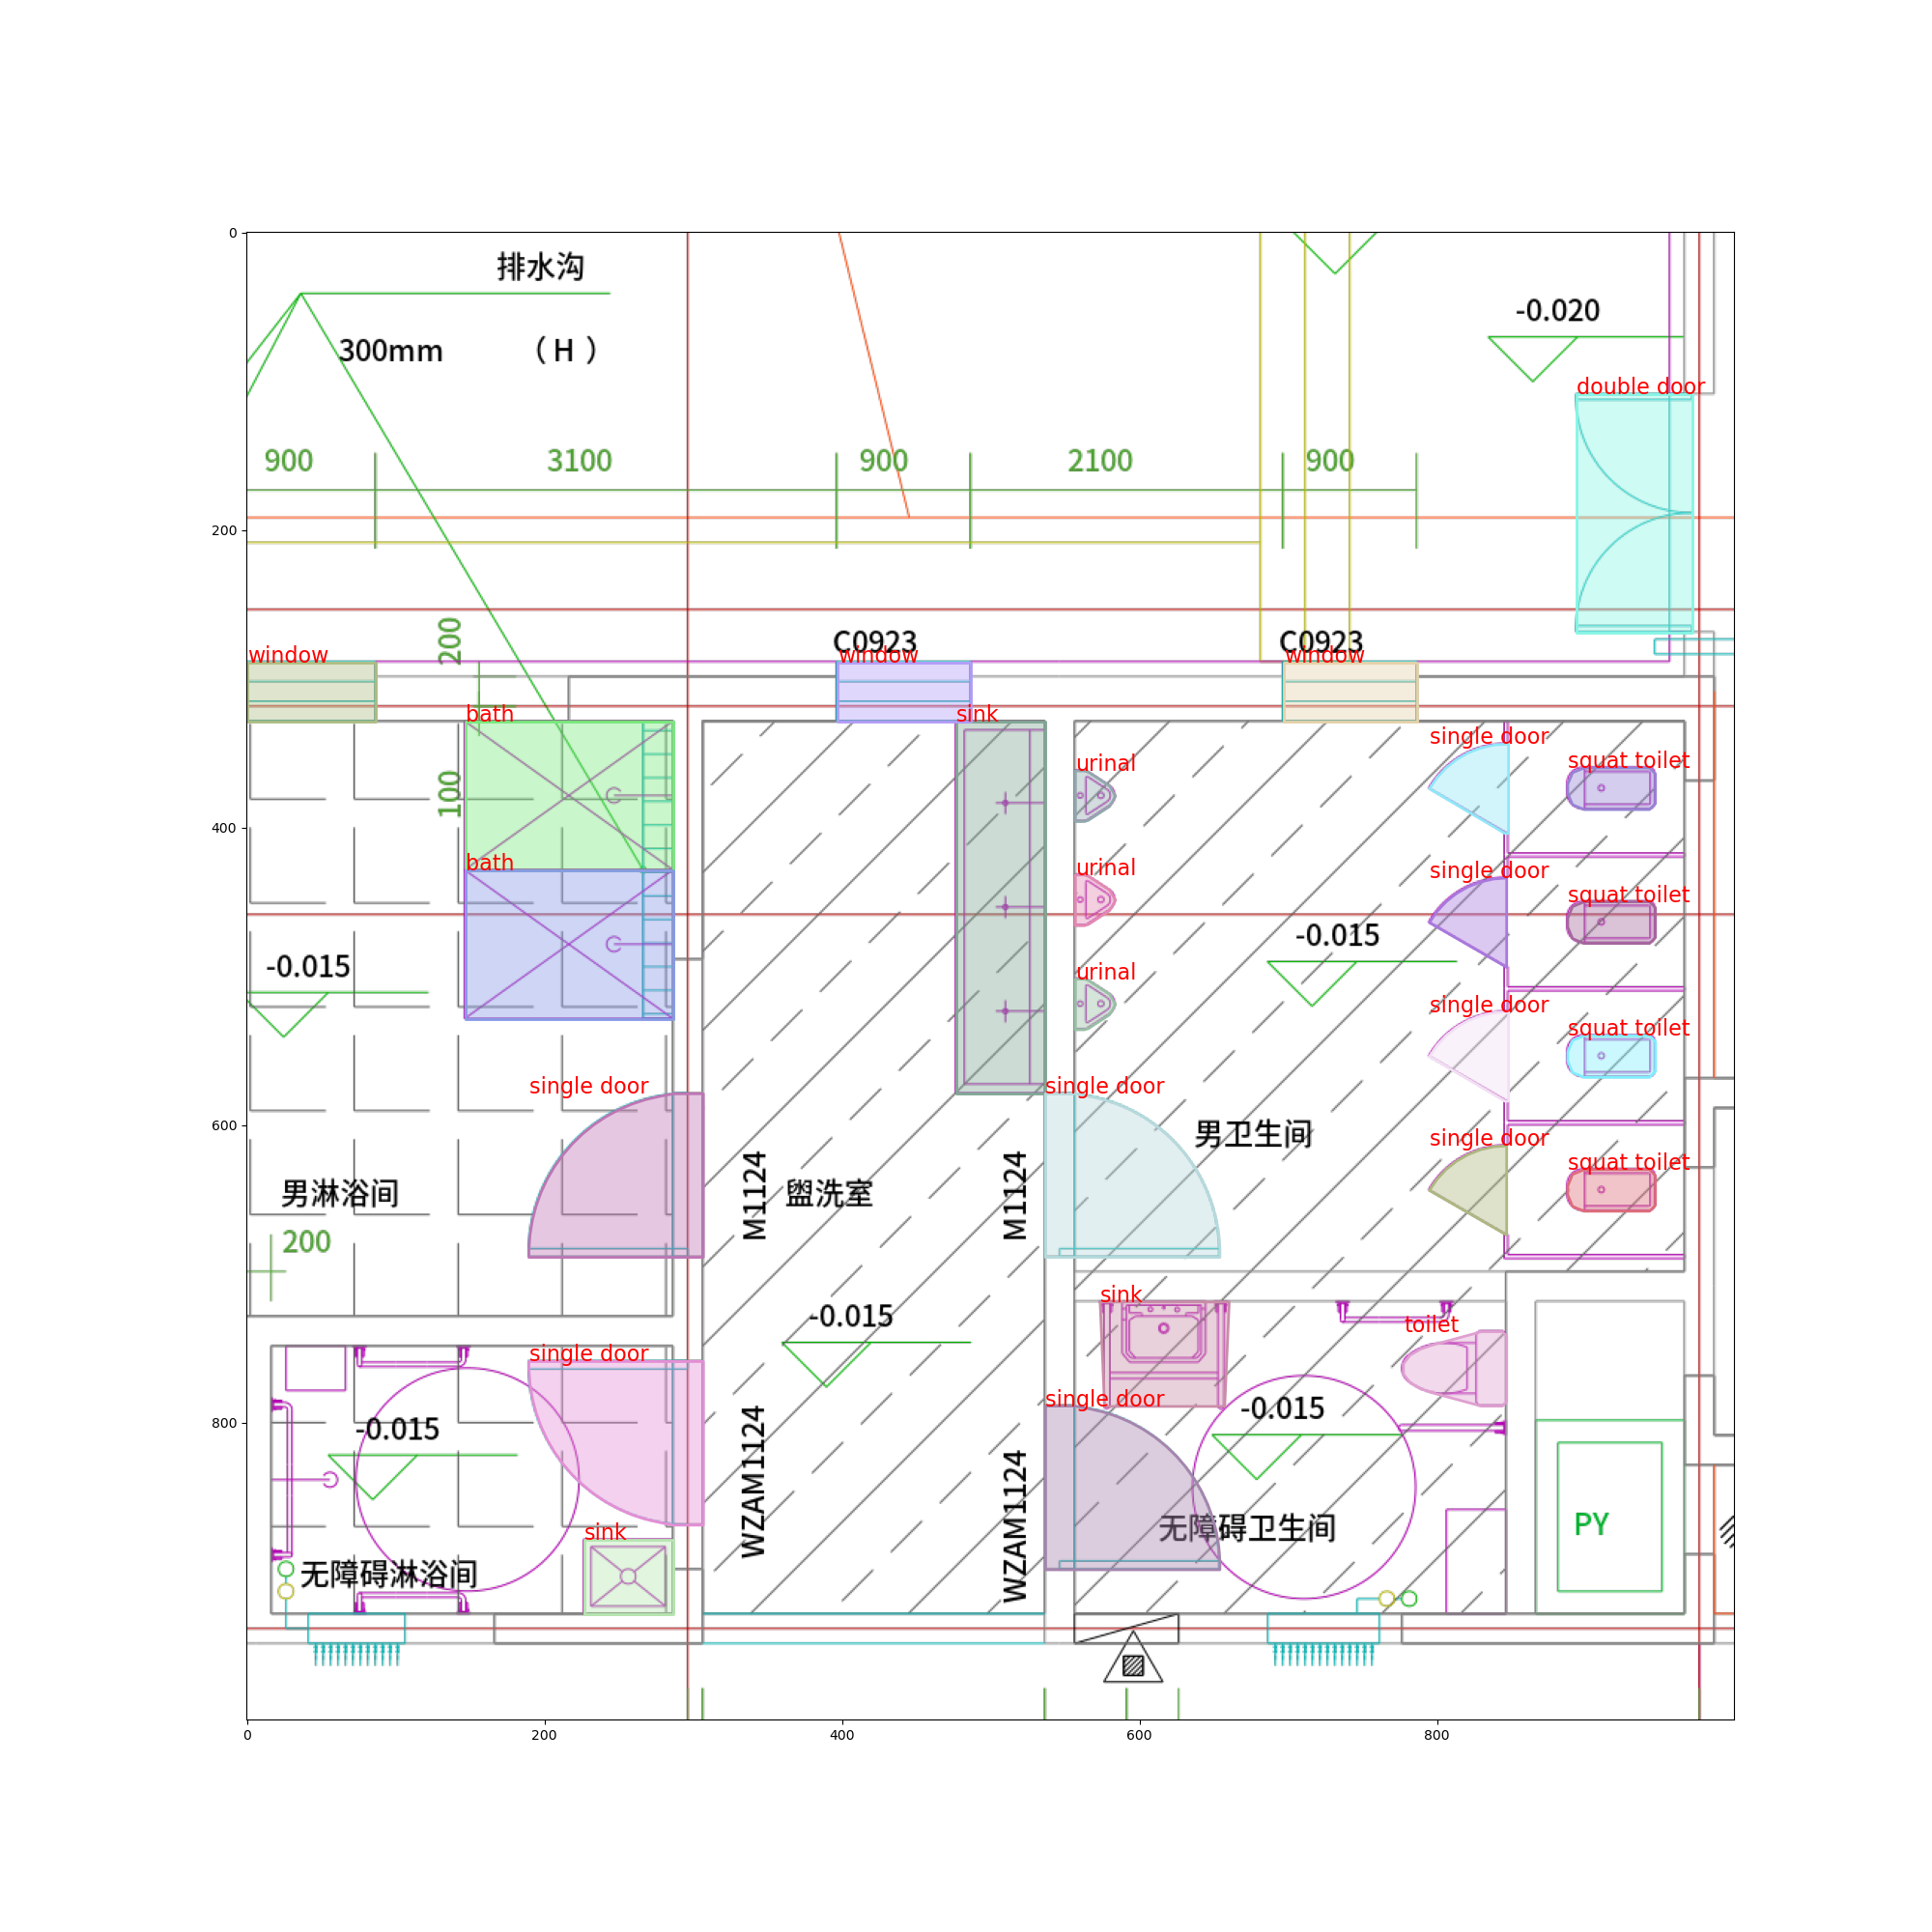 排水沟
300mm （H）
-0.020
double door
900 3100 900 2100 900
200
C0923 C0923
window window window
bath sink
single door
urinal squat toilet
100
bath
urinal single door
squat toilet
-0.015 -0.015
urinal
single door
squat toilet
single door single door
男卫生间
single door
squat toilet
男淋浴间 M1124 盥洗室 M1124
200
sink
-0.015
toilet
single door
single door
-0.015 -0.015
WZAM1124 WZAM1124
sink
无障碍卫生间 PY
无障碍淋浴间
0
200
400
600
800
0 200 400 600 800